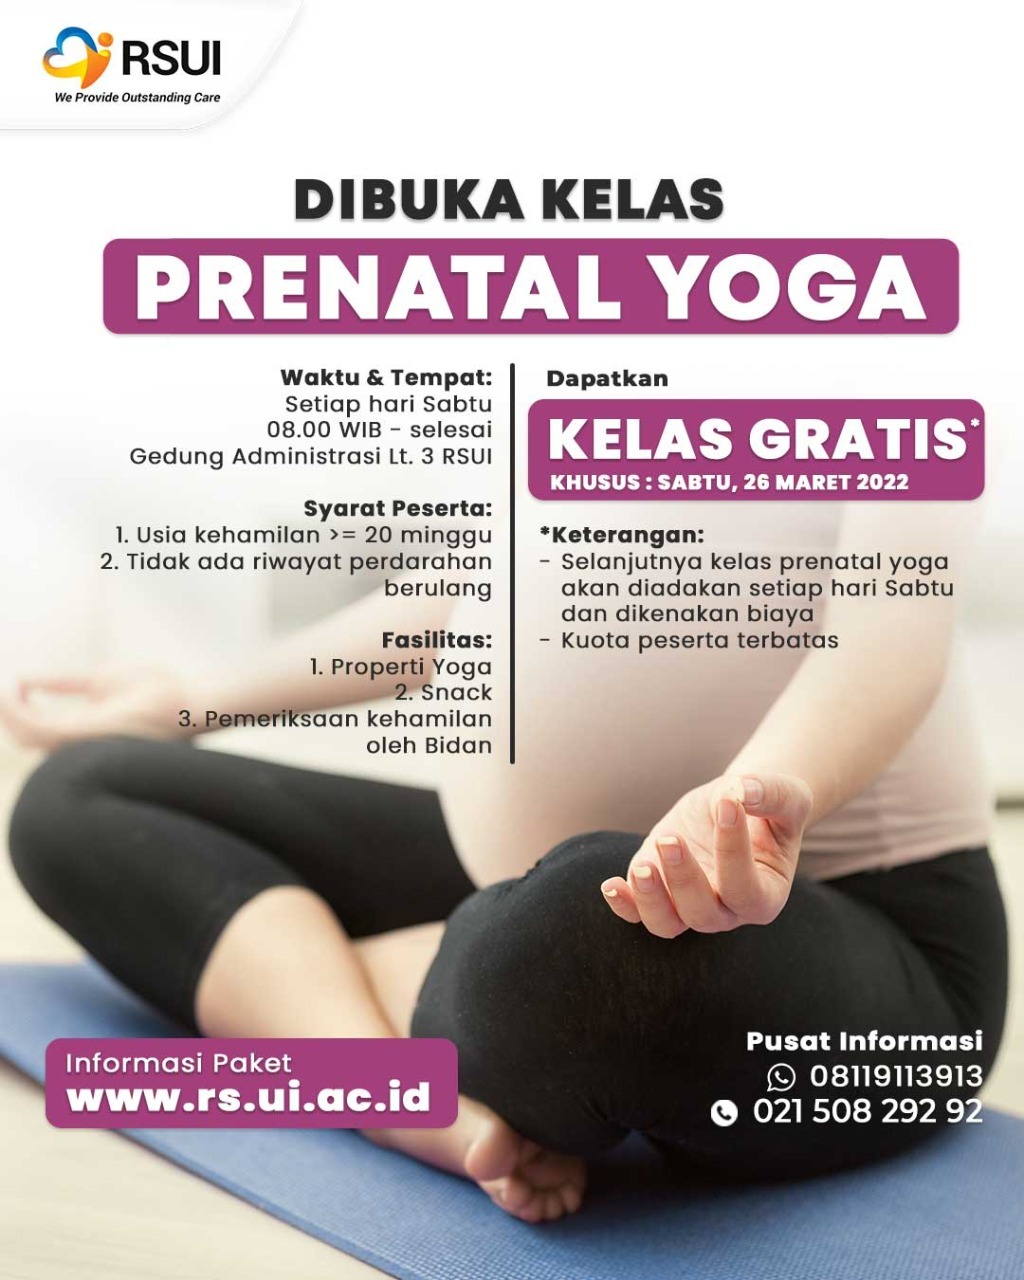 RSUI
We Provide Outstanding Care
DIBUKA KELAS
PRENATAL YOGA
Waktu & Tempat:
Setiap hari Sabtu
08.00 WIB - selesai
Gedung Administrasi Lt. 3 RSUI
Syarat Peserta:
1. Usia kehamilan >= 20 minggu
2. Tidak ada riwayat perdarahan
berulang
Fasilitas:
1. Properti Yoga
2. Snack
3. Pemeriksaan kehamilan
oleh Bidan
Dapatkan
KELAS GRATIS*
KHUSUS : SABTU, 26 MARET 2022
*Keterangan:
- Selanjutnya kelas prenatal yoga
akan diadakan setiap hari Sabtu
dan dikenakan biaya
- Kuota peserta terbatas
Informasi Paket
www.rs.ui.ac.id
Pusat Informasi
08119113913
021 508 292 92